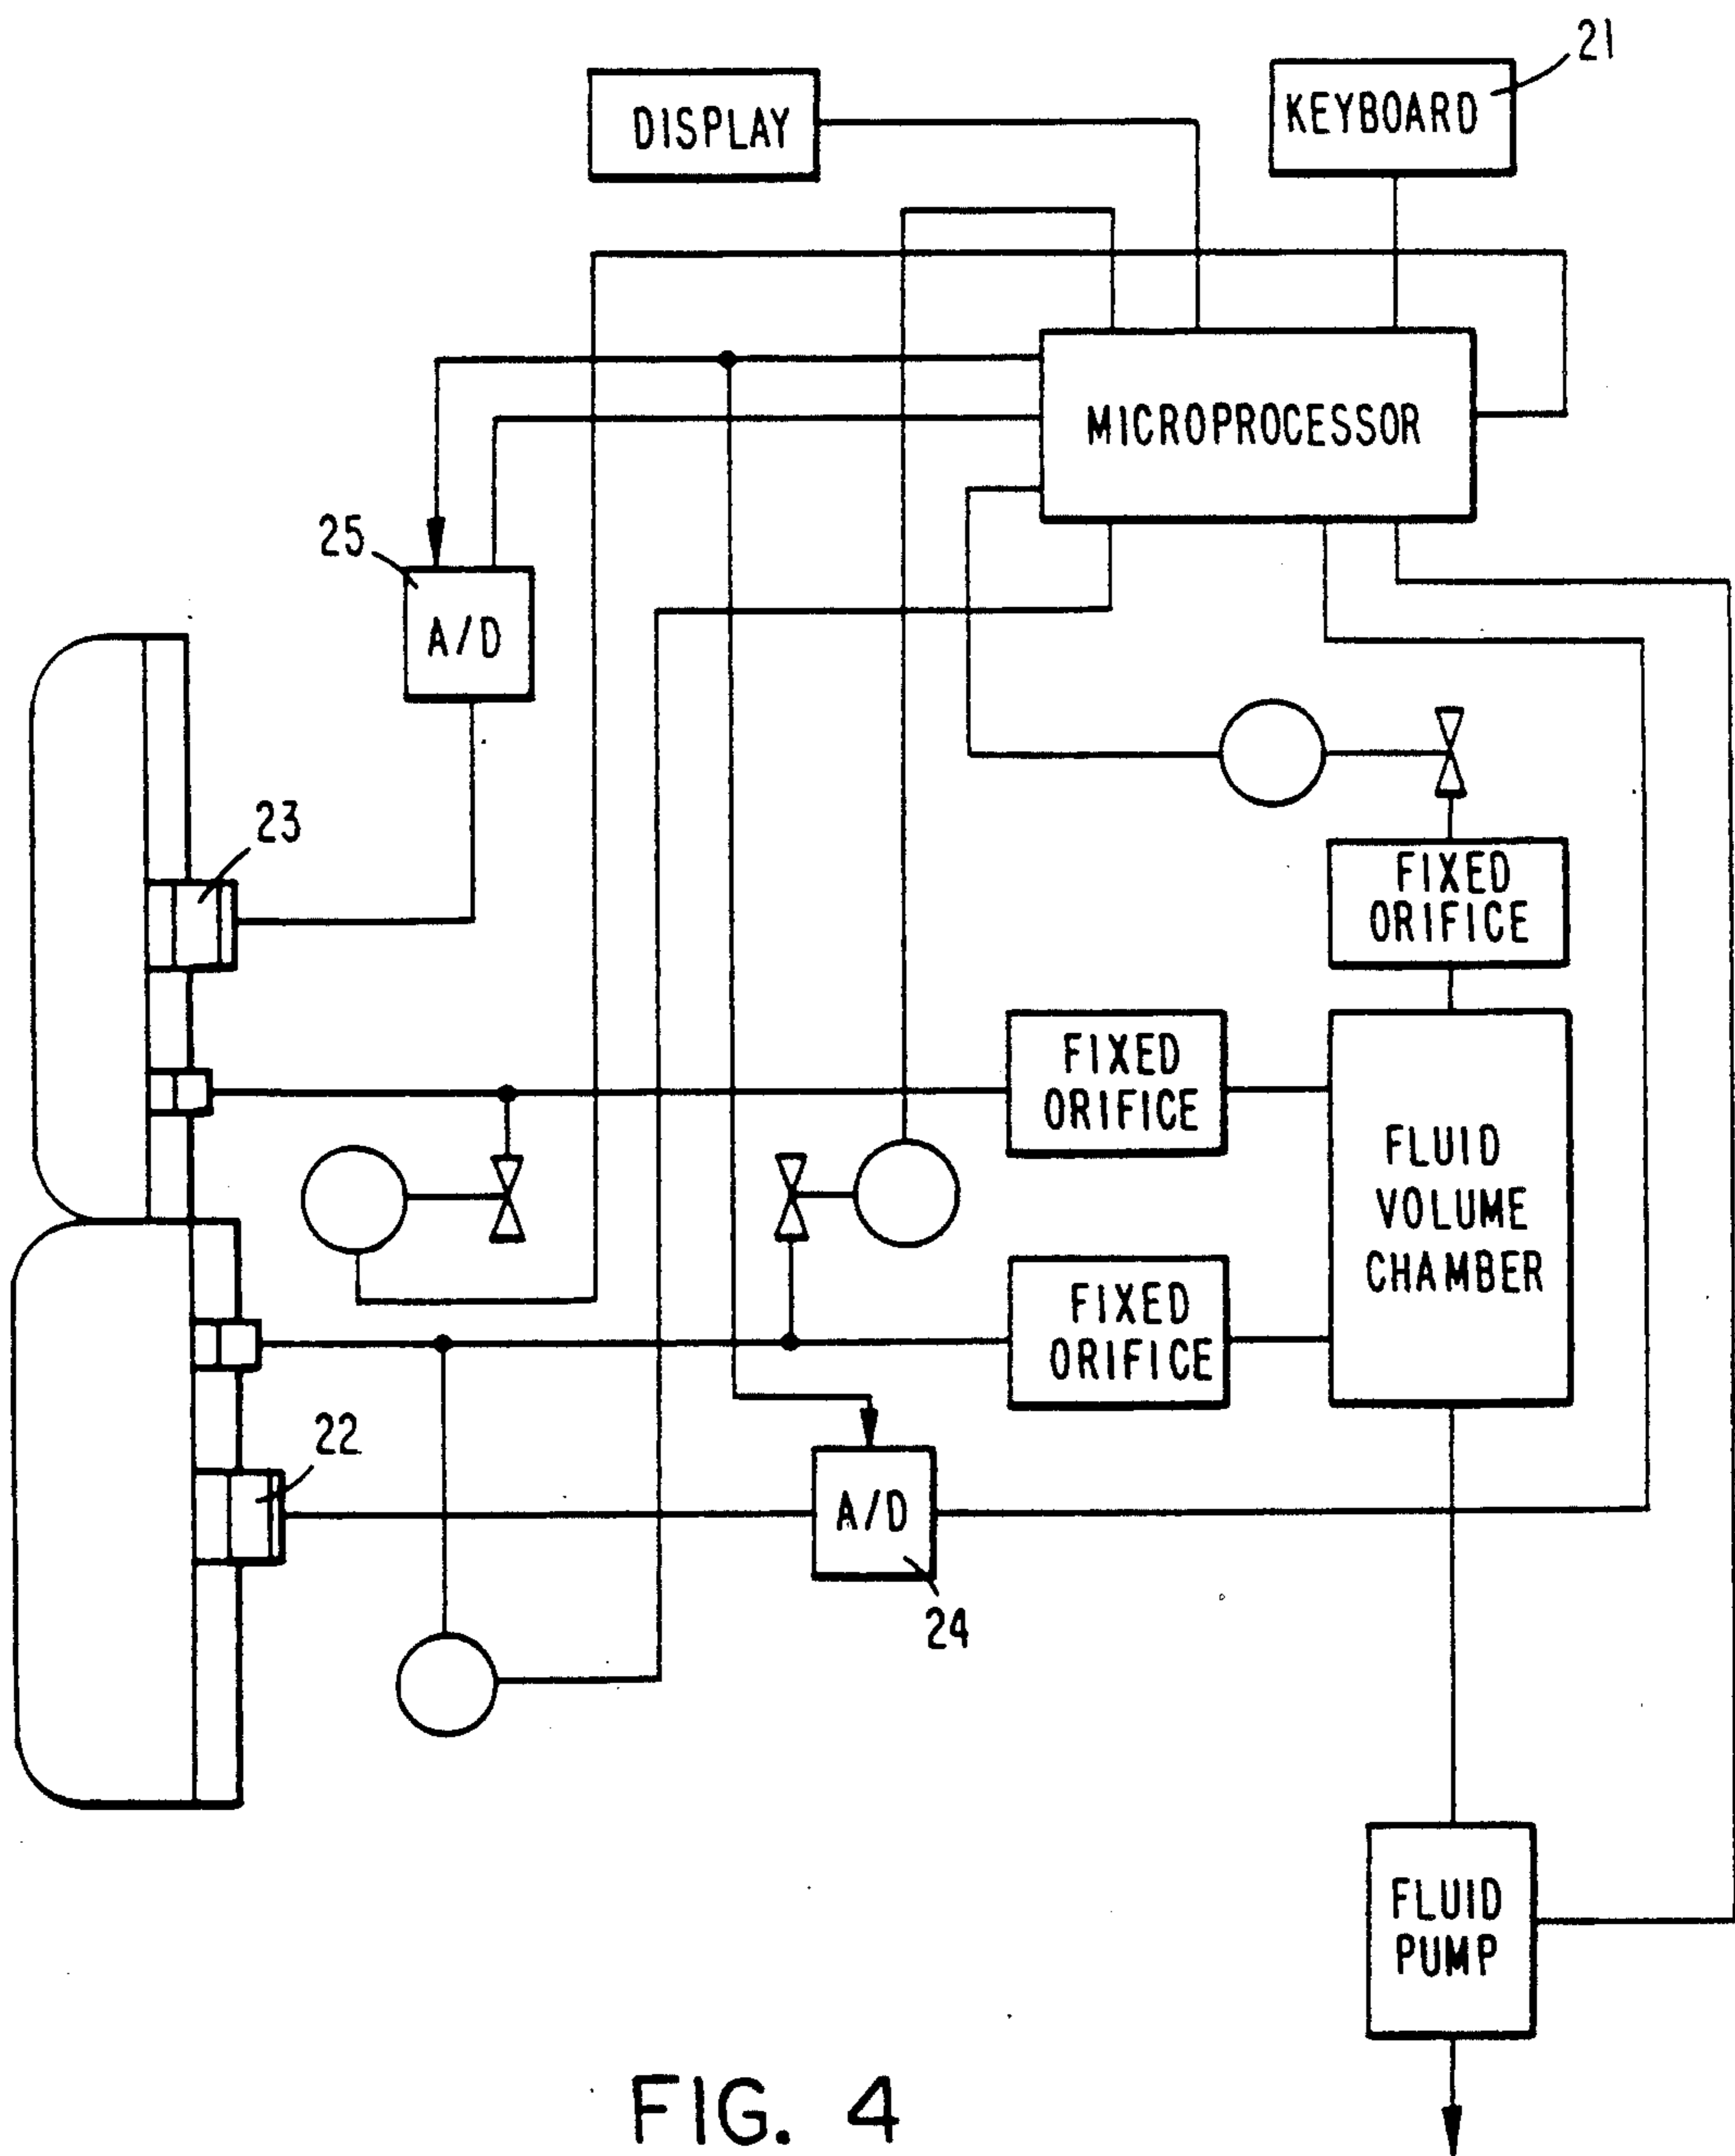 21
DISPLAY
KEYBOARD
MICROPROCESSOR
25
A/D
23
FIXED
ORIFICE
FIXED
ORIFICE
FLUID
VOLUME
CHAMBER
FIXED
ORIFICE
22
A/D
24
FLUID
PUMP
FIG. 4